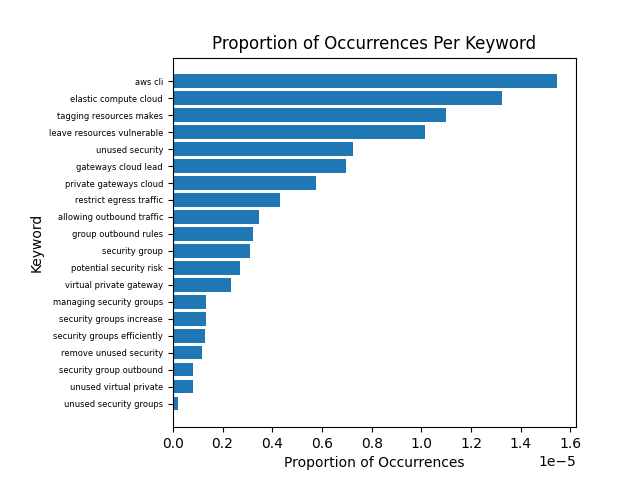 Proportion of Occurrences Per Keyword
Keyword
aws cli
elastic compute cloud
tagging resources makes
leave resources vulnerable
unused security
gateways cloud lead
private gateways cloud
restrict egress traffic
allowing outbound traffic
group outbound rules
security group
potential security risk
virtual private gateway
managing security groups
security groups increase
security groups efficiently
remove unused security
security group outbound
unused virtual private
unused security groups
0.0 0.2 0.4 0.6 0.8 1.0 1.2 1.4 1.6
Proportion of Occurrences
1e−5